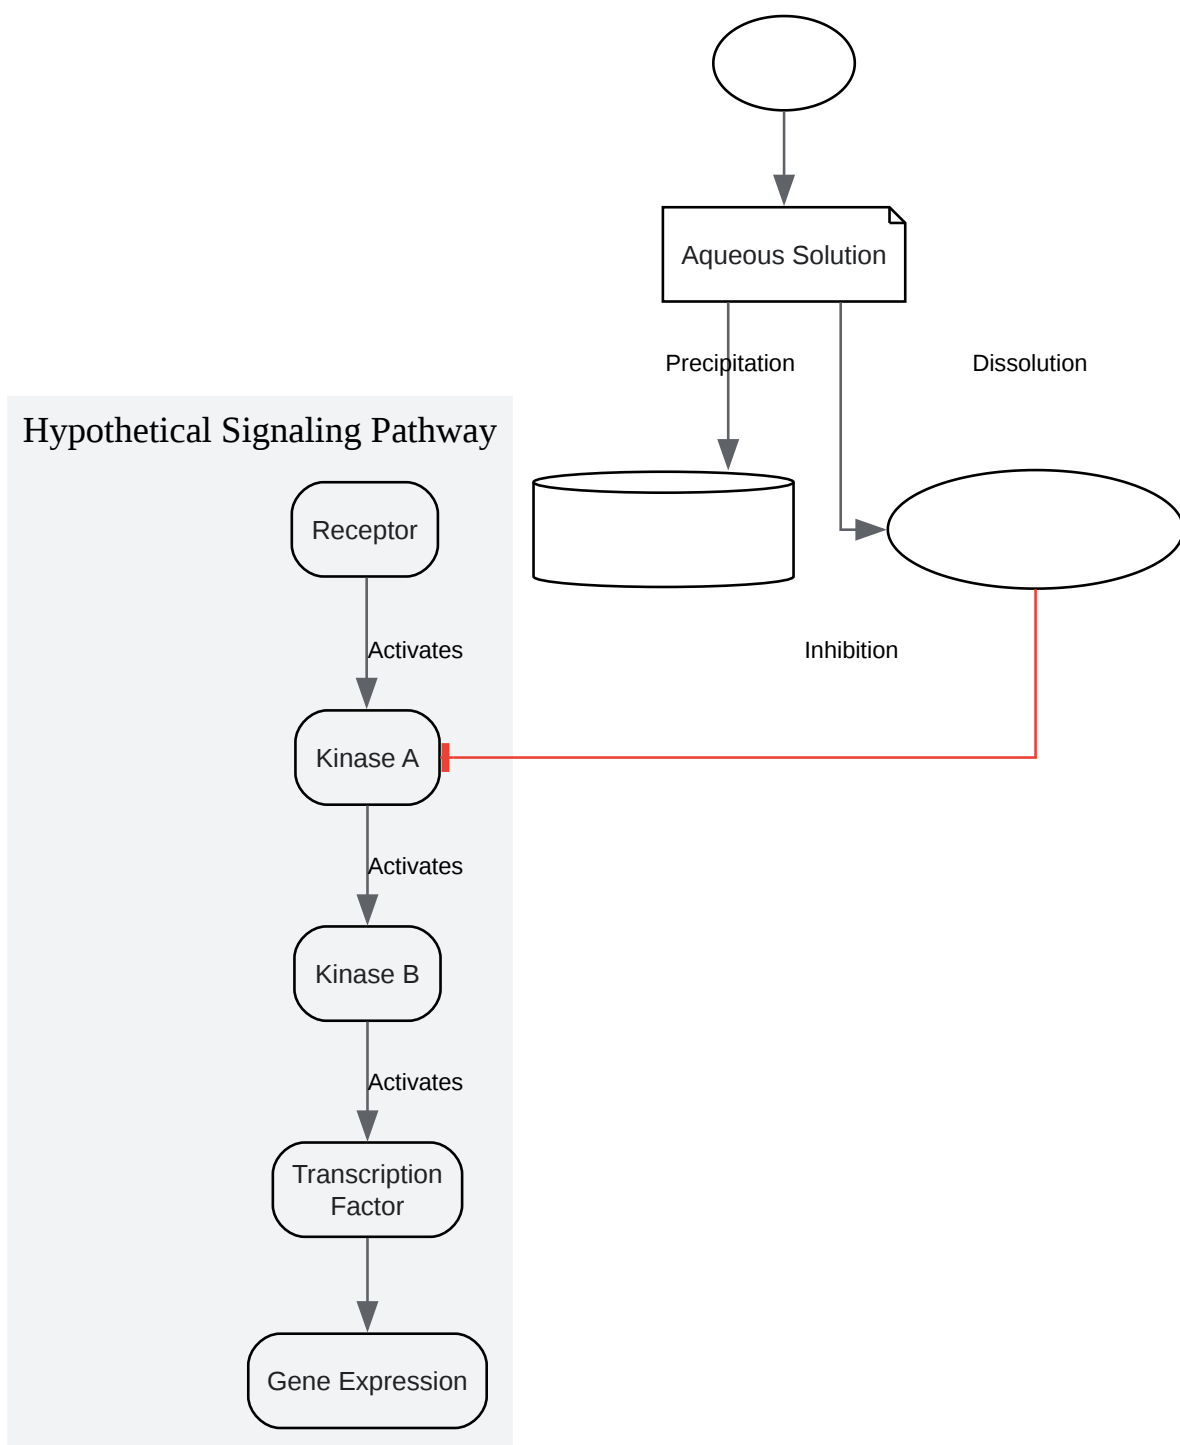 Aqueous Solution
Precipitation
Dissolution
Hypothetical Signaling Pathway
Receptor
Activates
Inhibition
Kinase A
Activates
Kinase B
Activates
Transcription
Factor
Gene Expression